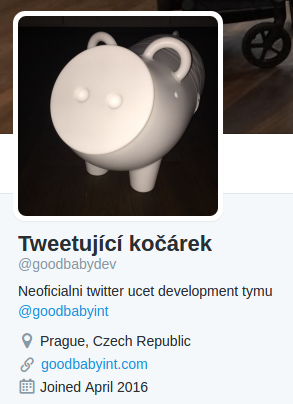 Tweetující kočárek
@goodbabydev
Neoficialni twitter ucet development tymu
@goodbabyint
Prague, Czech Republic
goodbabyint.com
Joined April 2016